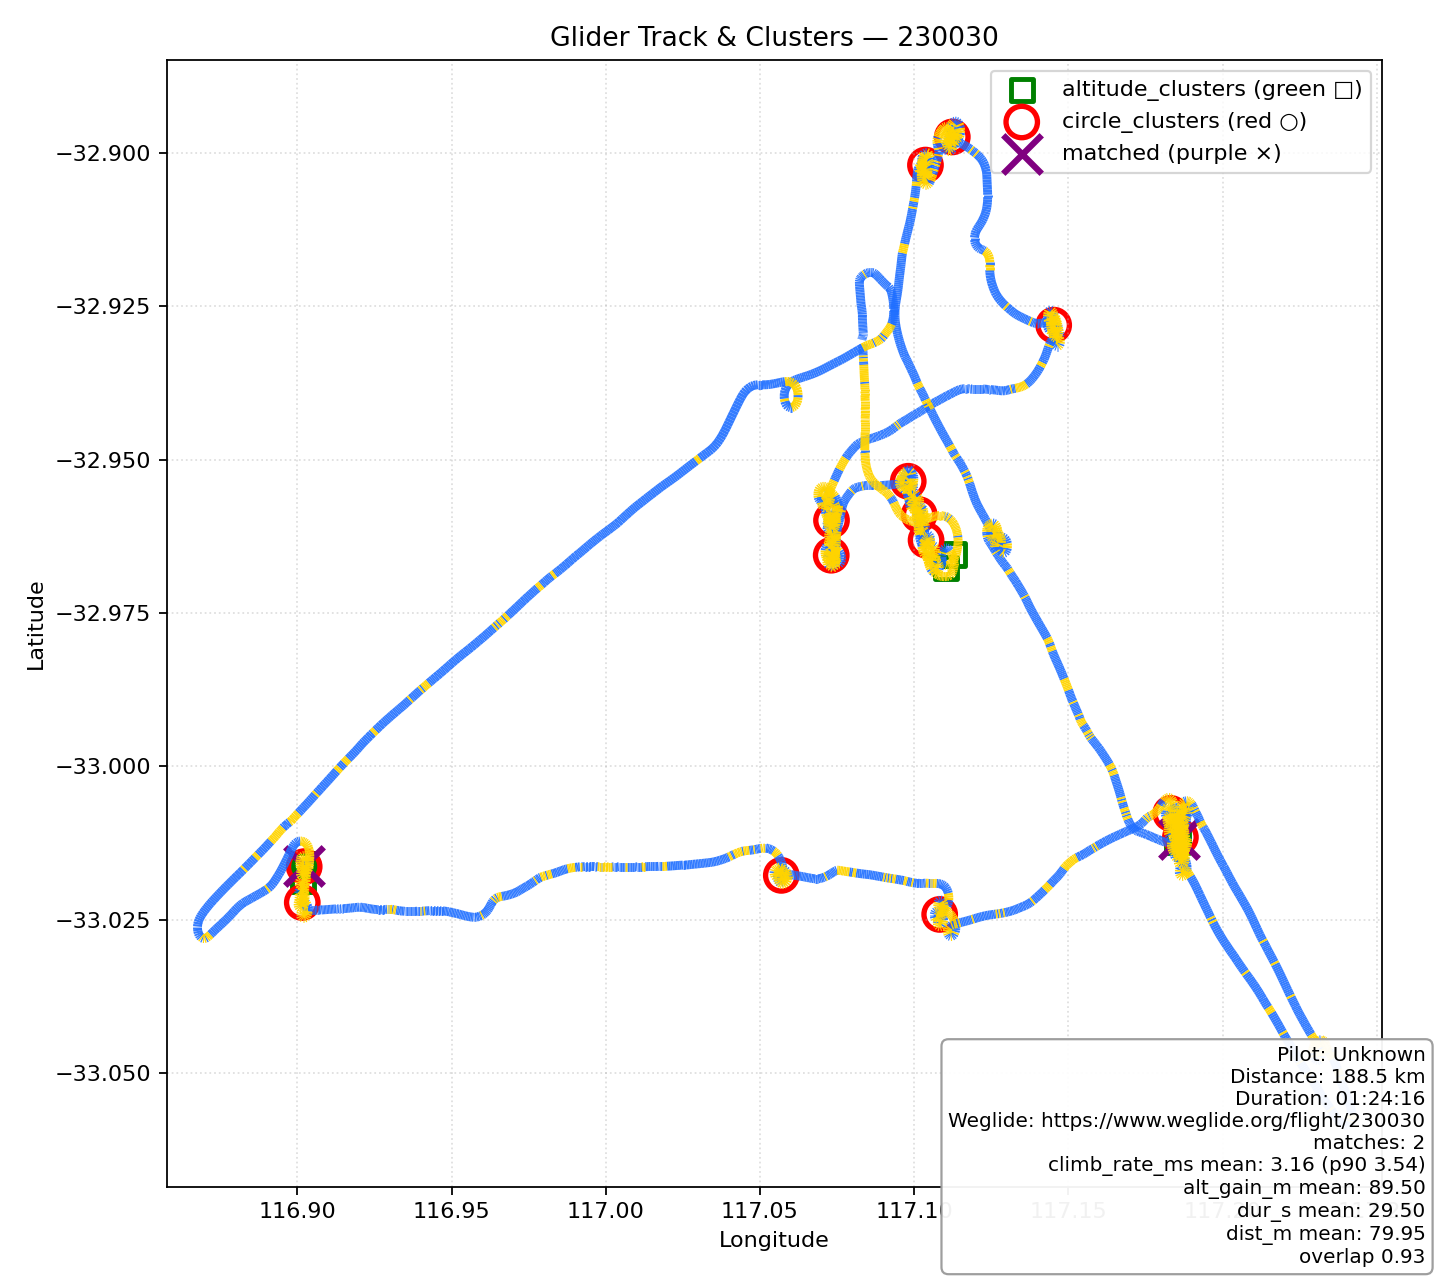 Glider Track & Clusters — 230030
altitude_clusters (green □)
circle_clusters (red ○)
matched (purple ×)
Latitude
−32.900
−32.925
−32.950
−32.975
−33.000
−33.025
−33.050
116.90
116.95
117.00
117.05
117.10
117.15
Longitude
Pilot: Unknown
Distance: 188.5 km
Duration: 01:24:16
Weglide: https://www.weglide.org/flight/230030
matches: 2
climb_rate_ms mean: 3.16 (p90 3.54)
alt_gain_m mean: 89.50
dur_s mean: 29.50
dist_m mean: 79.95
overlap 0.93